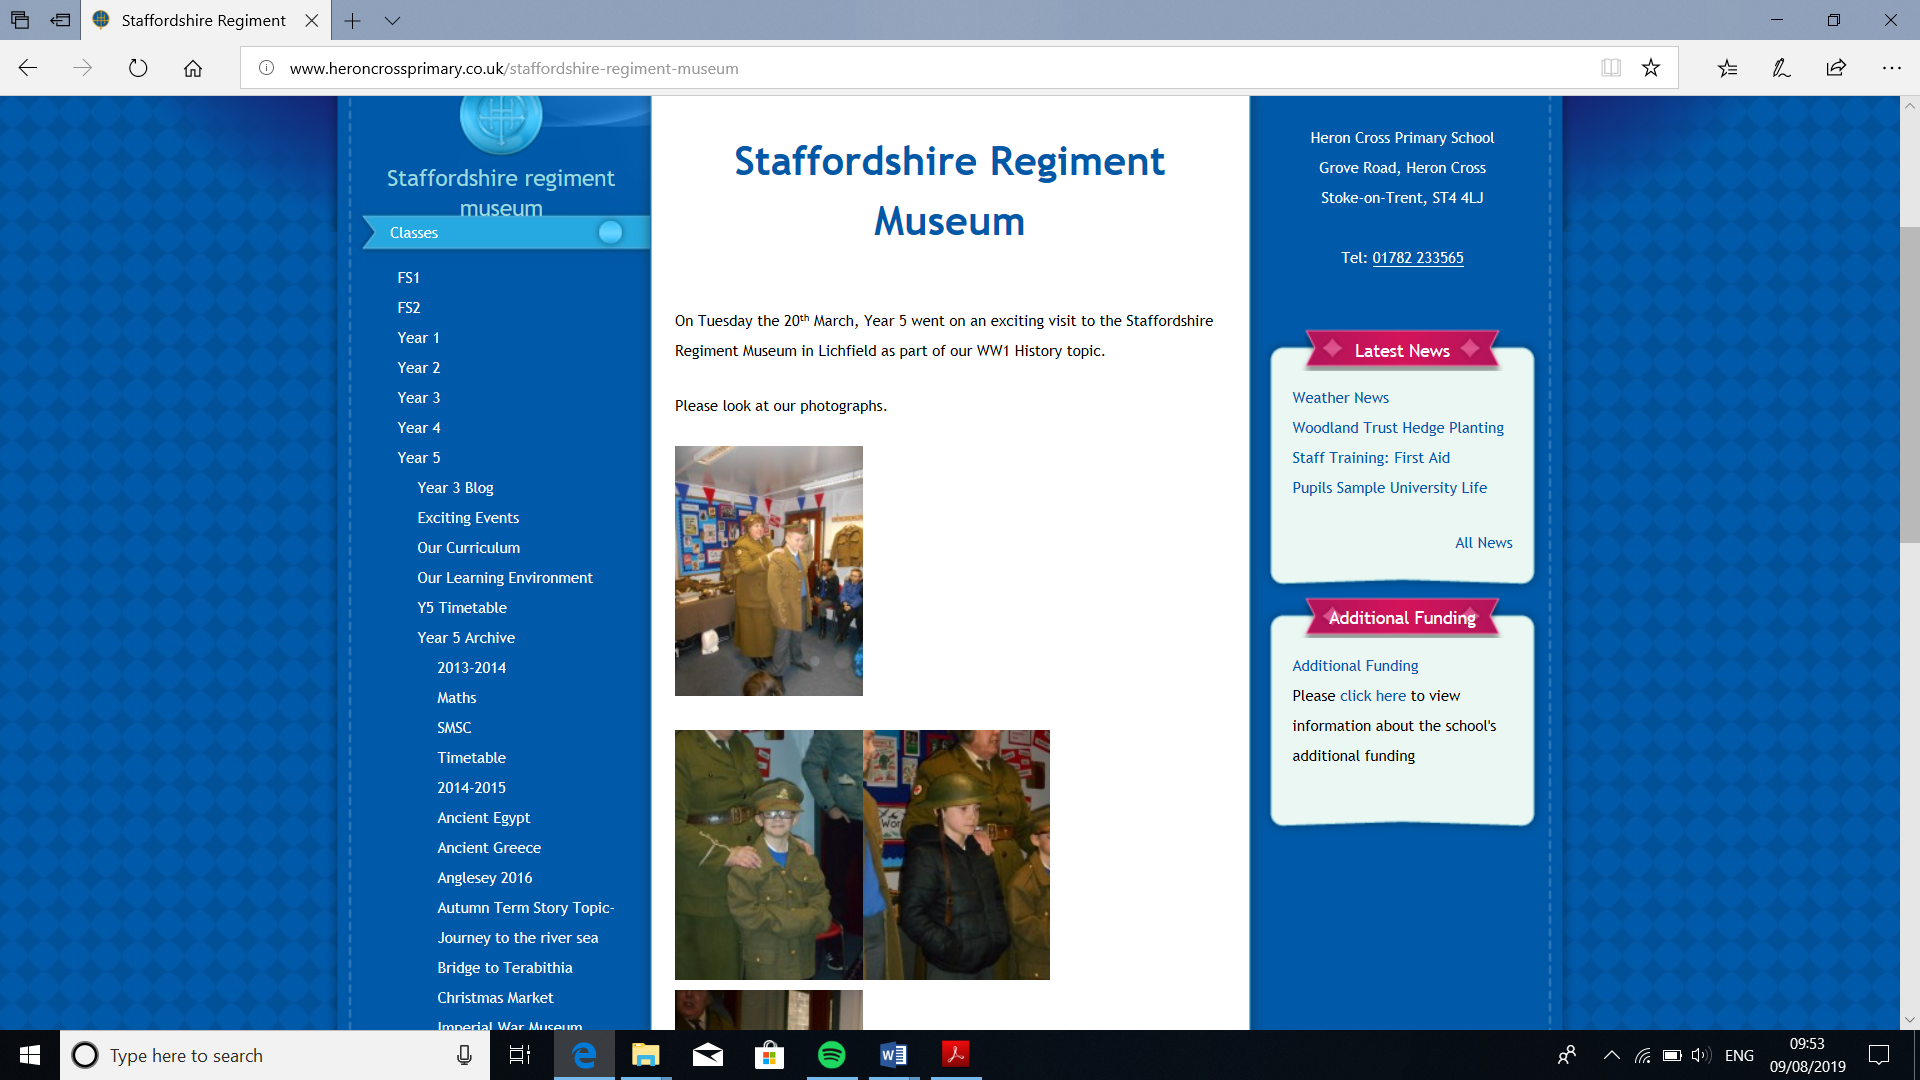 Staffordshire Regiment
www.heroncrossprimary.co.uk/staffordshire-regiment-museum
Staffordshire regiment
museum
Classes
FS1
FS2
Year 1
Year 2
Year 3
Year 4
Year 5
Year 3 Blog
Exciting Events
Our Curriculum
Our Learning Environment
Y5 Timetable
Year 5 Archive
2013-2014
Maths
SMSC
Timetable
2014-2015
Ancient Egypt
Ancient Greece
Anglesey 2016
Autumn Term Story Topic-
Journey to the river sea
Bridge to Terabithia
Christmas Market
Imperial War Museum
Staffordshire Regiment
Museum
On Tuesday the 20th March, Year 5 went on an exciting visit to the Staffordshire
Regiment Museum in Lichfield as part of our WW1 History topic.
Please look at our photographs.
Heron Cross Primary School
Grove Road, Heron Cross
Stoke-on-Trent, ST4 4LJ
Tel: 01782 233565
Latest News
Weather News
Woodland Trust Hedge Planting
Staff Training: First Aid
Pupils Sample University Life
All News
Additional Funding
Additional Funding
Please click here to view
information about the school's
additional funding
Type here to search
ENG
09:53
09/08/2019